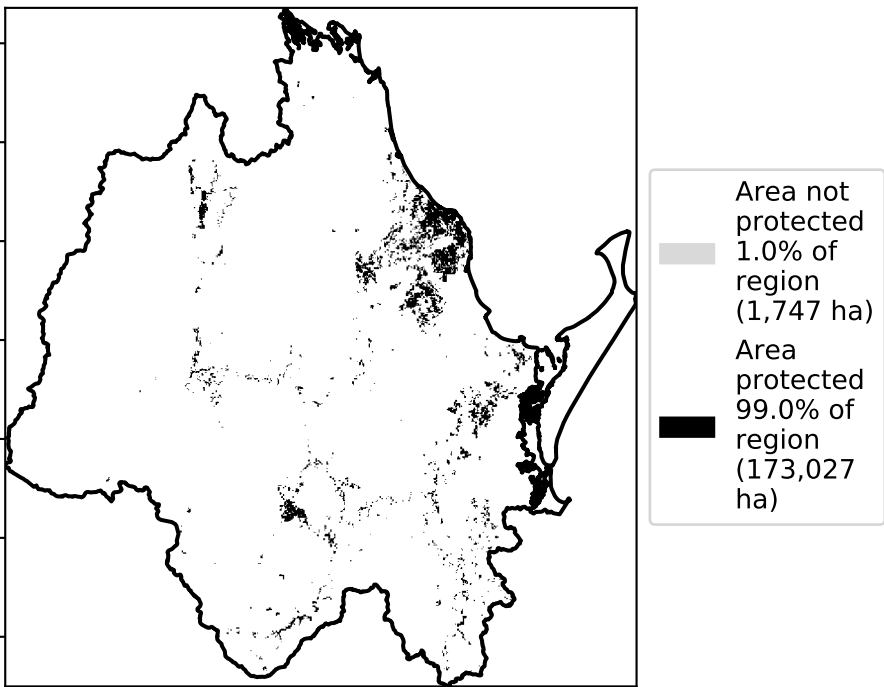 Area not
protected
1.0% of
region
(1,747 ha)
Area
protected
99.0% of
region
(173,027
ha)